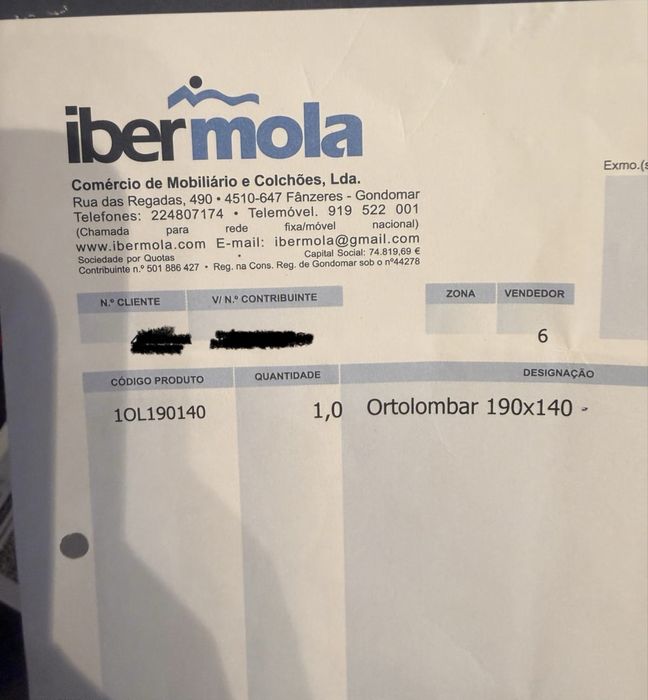 ibermola
Comércio de Mobiliário e Colchões, Lda.
Rua das Regadas, 490 • 4510-647 Fânzeres - Gondomar
Telefones: 224807174 • Telemóvel. 919 522 001
(Chamada para rede fixa/móvel nacional)
www.ibermola.com E-mail: ibermola@gmail.com
Sociedade por Quotas • Capital Social: 74.819,69 €
Contribuinte n.º 501 886 427 • Reg. na Cons. Reg. de Gondomar sob o nº44278
Exmo.(s
N.º CLIENTE V/ N.º CONTRIBUINTE ZONA VENDEDOR
6
CÓDIGO PRODUTO QUANTIDADE DESIGNAÇÃO
1OL190140 1,0 Ortolombar 190x140 -